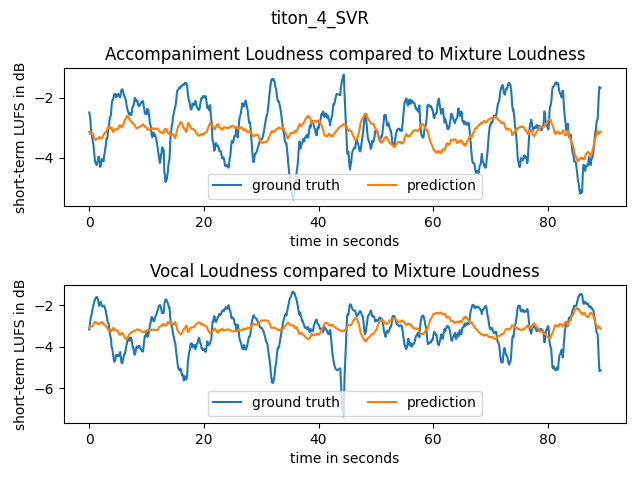 titon_4_SVR
Accompaniment Loudness compared to Mixture Loudness
short-term LUFS in dB
−2
−4
ground truth
prediction
0
20
40
60
80
time in seconds
Vocal Loudness compared to Mixture Loudness
short-term LUFS in dB
−2
−4
−6
ground truth
prediction
0
20
40
60
80
time in seconds